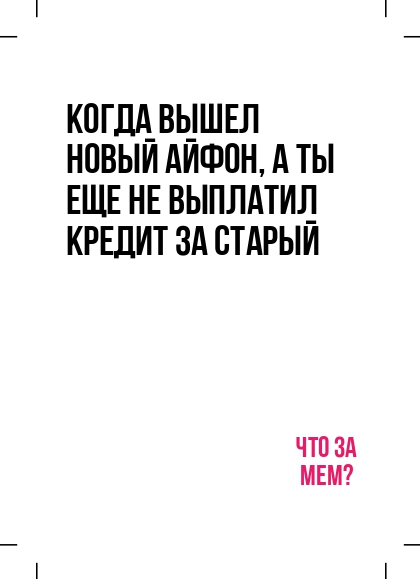 КОГДА ВЫШЕЛ
НОВЫЙ АЙФОН, А ТЫ
ЕЩЕ НЕ ВЫПЛАТИЛ
КРЕДИТ ЗА СТАРЫЙ
ЧТО ЗА
МЕМ?